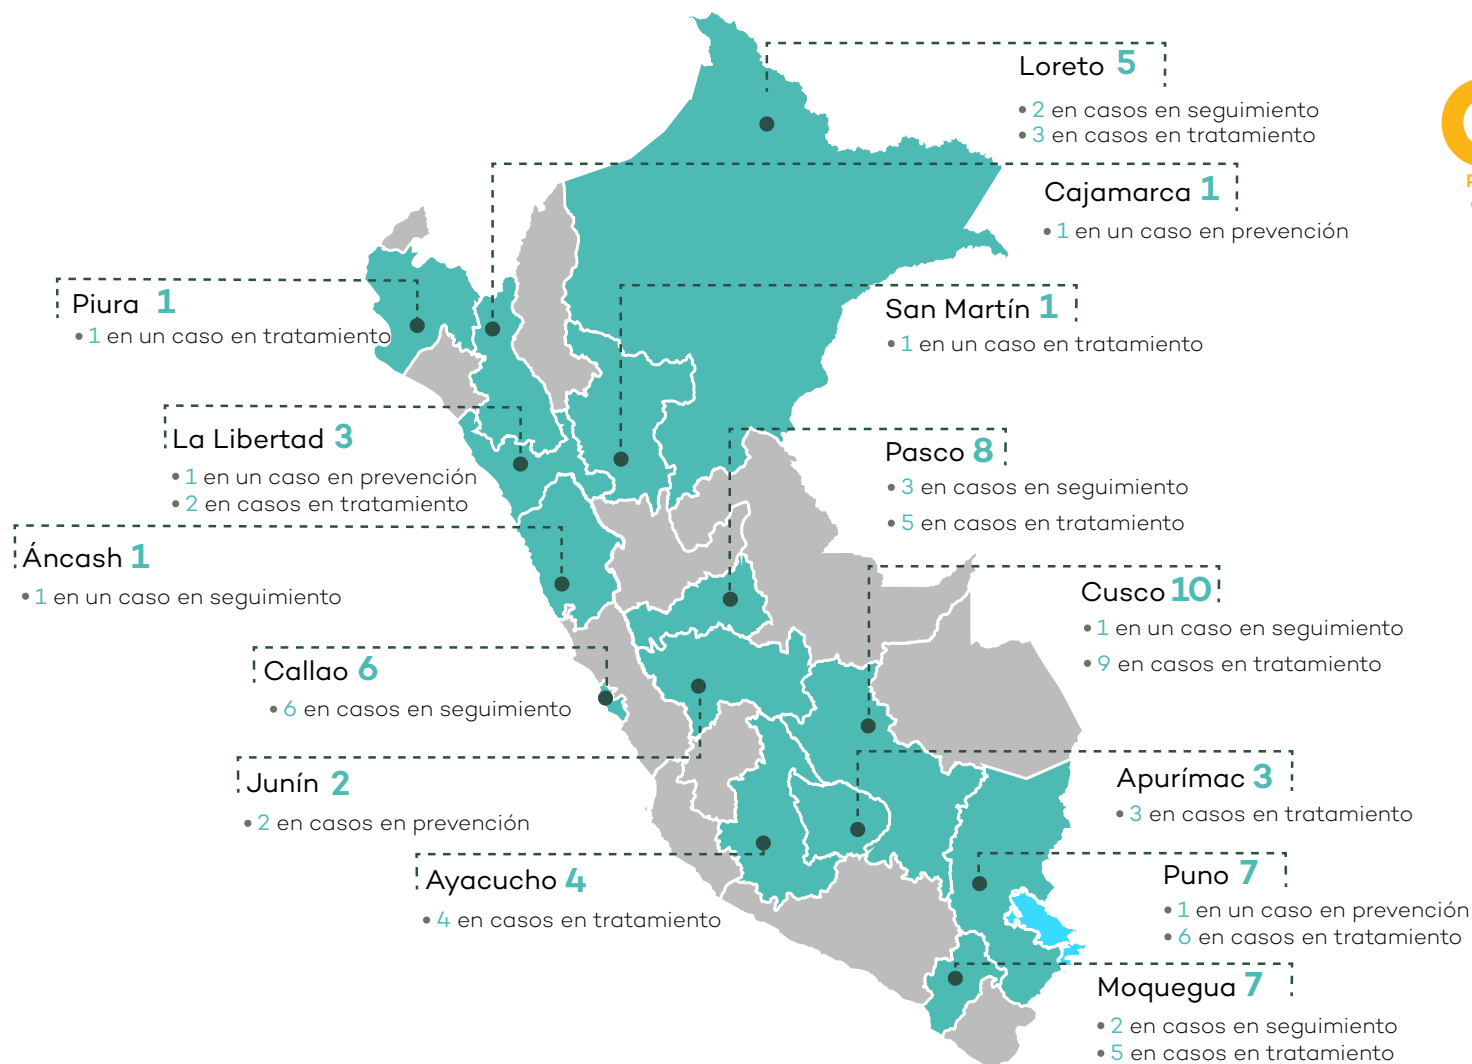 Loreto 5
• 2 en casos en seguimiento
• 3 en casos en tratamiento
Cajamarca 1
• 1 en un caso en prevención
Piura 1
• 1 en un caso en tratamiento
San Martín 1
• 1 en un caso en tratamiento
La Libertad 3
• 1 en un caso en prevención
• 2 en casos en tratamiento
Pasco 8
• 3 en casos en seguimiento
• 5 en casos en tratamiento
Áncash 1
• 1 en un caso en seguimiento
Cusco 10
• 1 en un caso en seguimiento
• 9 en casos en tratamiento
Callao 6
• 6 en casos en seguimiento
Junín 2
• 2 en casos en prevención
Apurímac 3
• 3 en casos en tratamiento
Ayacucho 4
• 4 en casos en tratamiento
Puno 7
• 1 en un caso en prevención
• 6 en casos en tratamiento
Moquegua 7
• 2 en casos en seguimiento
• 5 en casos en tratamiento